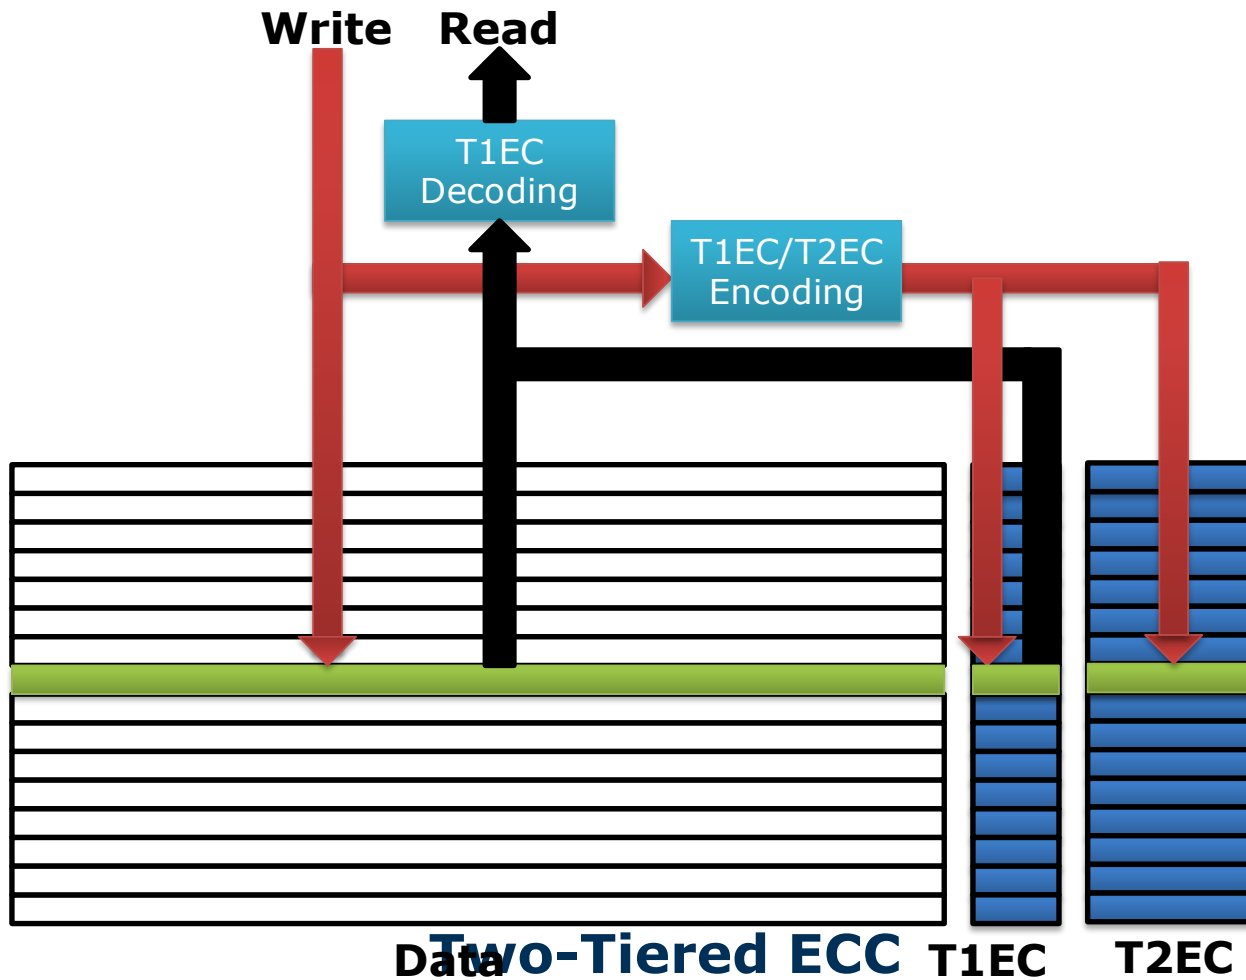 Write Read
T1EC
Decoding
T1EC/T2EC
Encoding
Data
Two-Tiered ECC
T1EC
T2EC